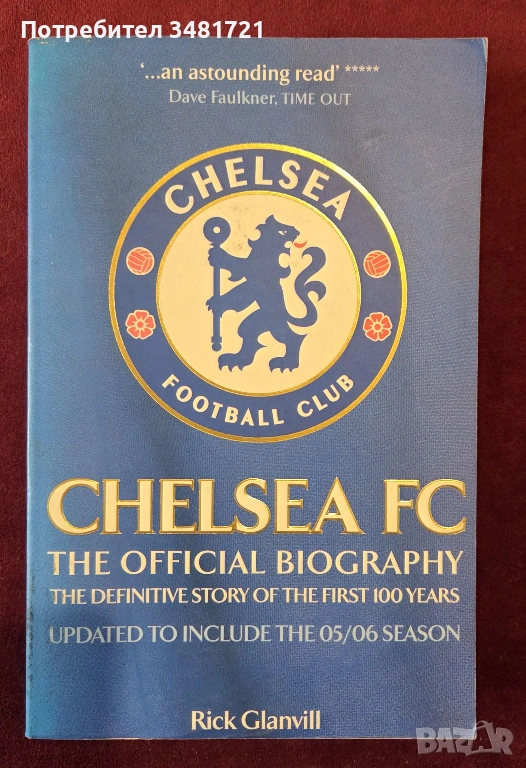 Потребител 3481721
'...an astounding read' *****
Dave Faulkner, TIME OUT
CHELSEA
FOOTBALL CLUB
CHELSEA FC
THE OFFICIAL BIOGRAPHY
THE DEFINITIVE STORY OF THE FIRST 100 YEARS
UPDATED TO INCLUDE THE 05/06 SEASON
Rick Glanvill
BAZAR